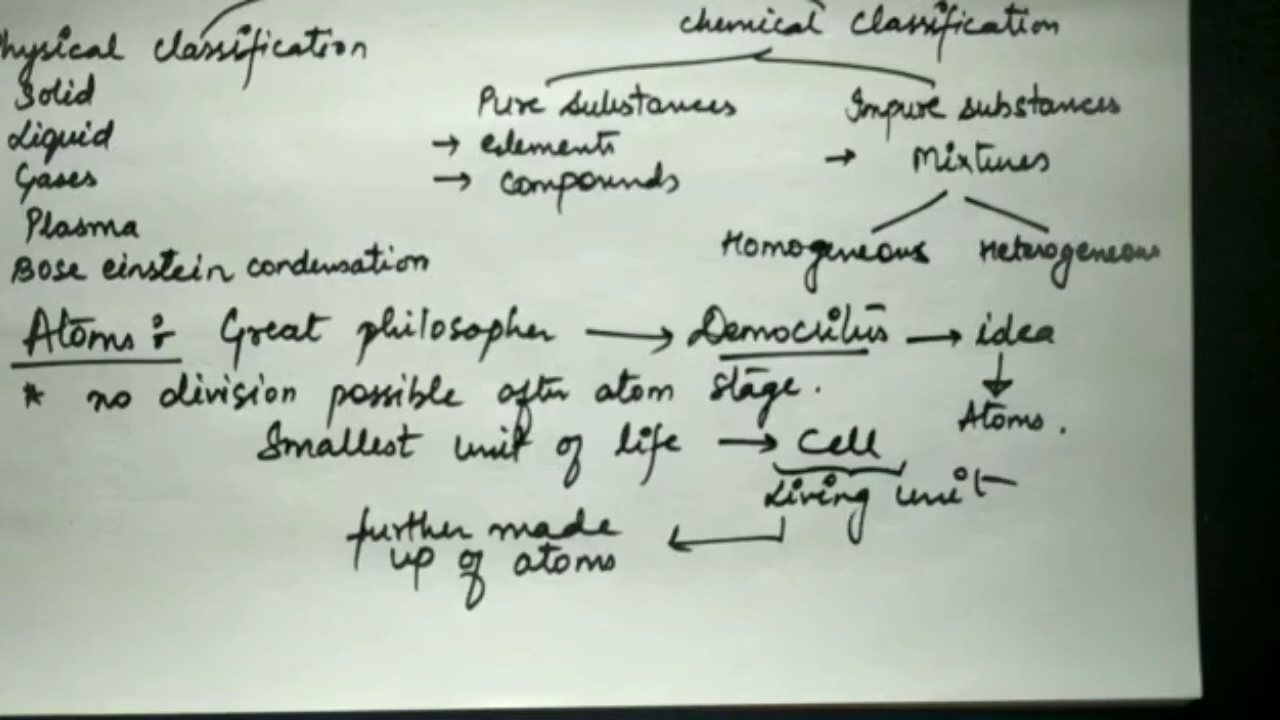 Physical classification
chemical classification
Solid
Liquid
Gases
Plasma
Bose einstein condensation
Pure substances
→ elements
→ compounds
Impure substances
→ Mixtures
Homogeneous Heterogeneous
Atoms :- Great philosopher → Democritus → idea
* no division possible after atom stage.
Atoms.
Smallest unit of life → Cell
Living unit
further made
up of atoms